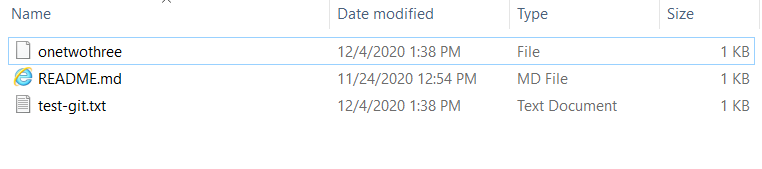 Name Date modified Type Size
onetwothree 12/4/2020 1:38 PM File 1 KB
README.md 11/24/2020 12:54 PM MD File 1 KB
test-git.txt 12/4/2020 1:38 PM Text Document 1 KB